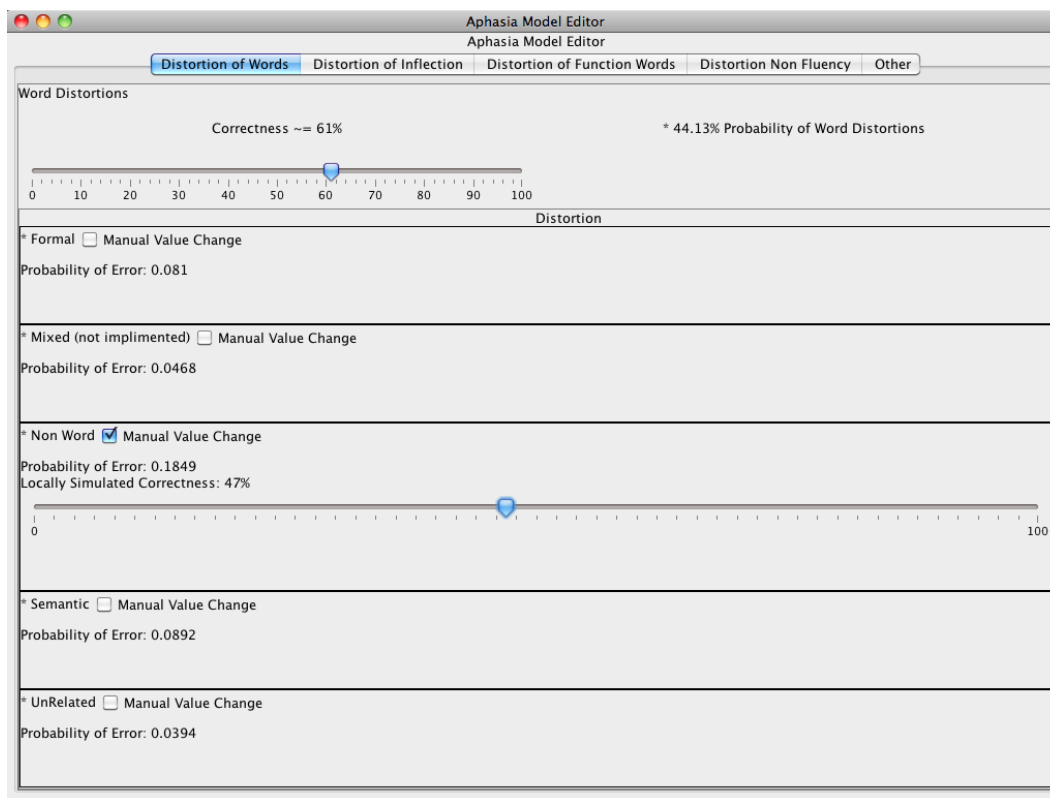 Aphasia Model Editor
Aphasia Model Editor
Distortion of Words Distortion of Inflection Distortion of Function Words Distortion Non Fluency Other
Word Distortions
Correctness ~= 61% * 44.13% Probability of Word Distortions
0 10 20 30 40 50 60 70 80 90 100
Distortion
* Formal Manual Value Change
Probability of Error: 0.081
* Mixed (not implimented) Manual Value Change
Probability of Error: 0.0468
* Non Word Manual Value Change
Probability of Error: 0.1849
Locally Simulated Correctness: 47%
0 100
* Semantic Manual Value Change
Probability of Error: 0.0892
* UnRelated Manual Value Change
Probability of Error: 0.0394